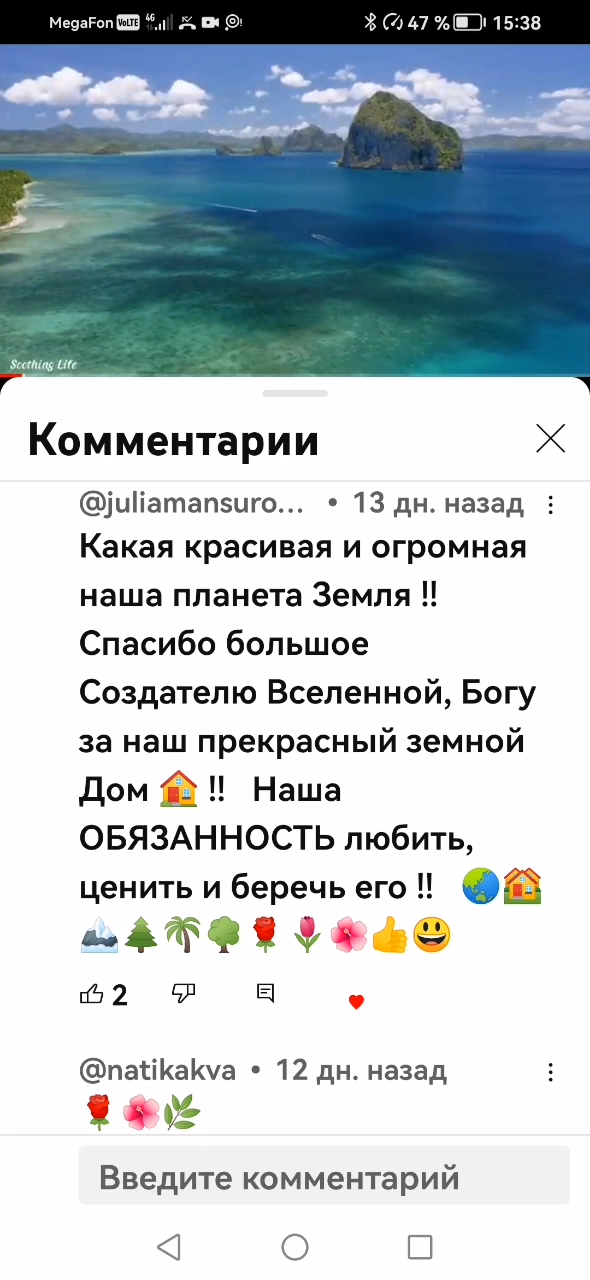 MegaFon VoLTE 4G 47 % 15:38
Soothing Life
Комментарии
@juliamansuro... • 13 дн. назад
Какая красивая и огромная
наша планета Земля !!
Спасибо большое
Создателю Вселенной, Богу
за наш прекрасный земной
Дом 🏠 !! Наша
ОБЯЗАННОСТЬ любить,
ценить и беречь его !! 🌏🏡
🏔️🌲🌴🌳🌹🌷🌺👍😃
2
@natikakva • 12 дн. назад
🌹🌺🌿
Введите комментарий